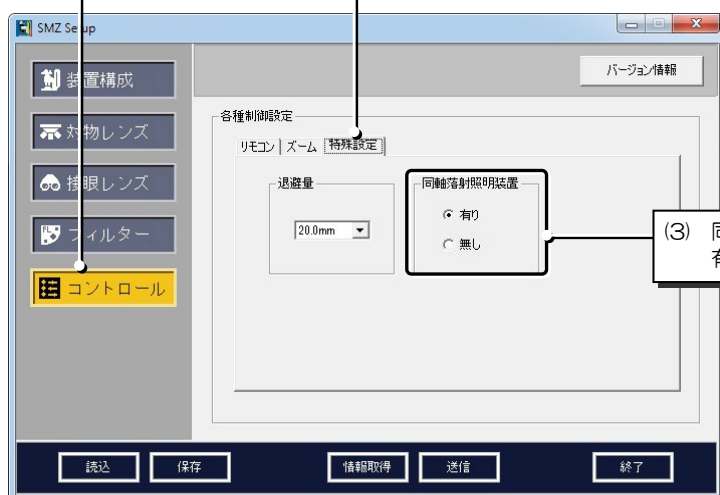 SMZ Setup
バージョン情報
装置構成
対物レンズ
接眼レンズ
フィルター
コントロール
各種制御設定
リモコン ズーム 特殊設定
退避量
20.0mm
同軸落射照明装置
有り
無し
(3) 同
有
読込 保存 情報取得 送信 終了